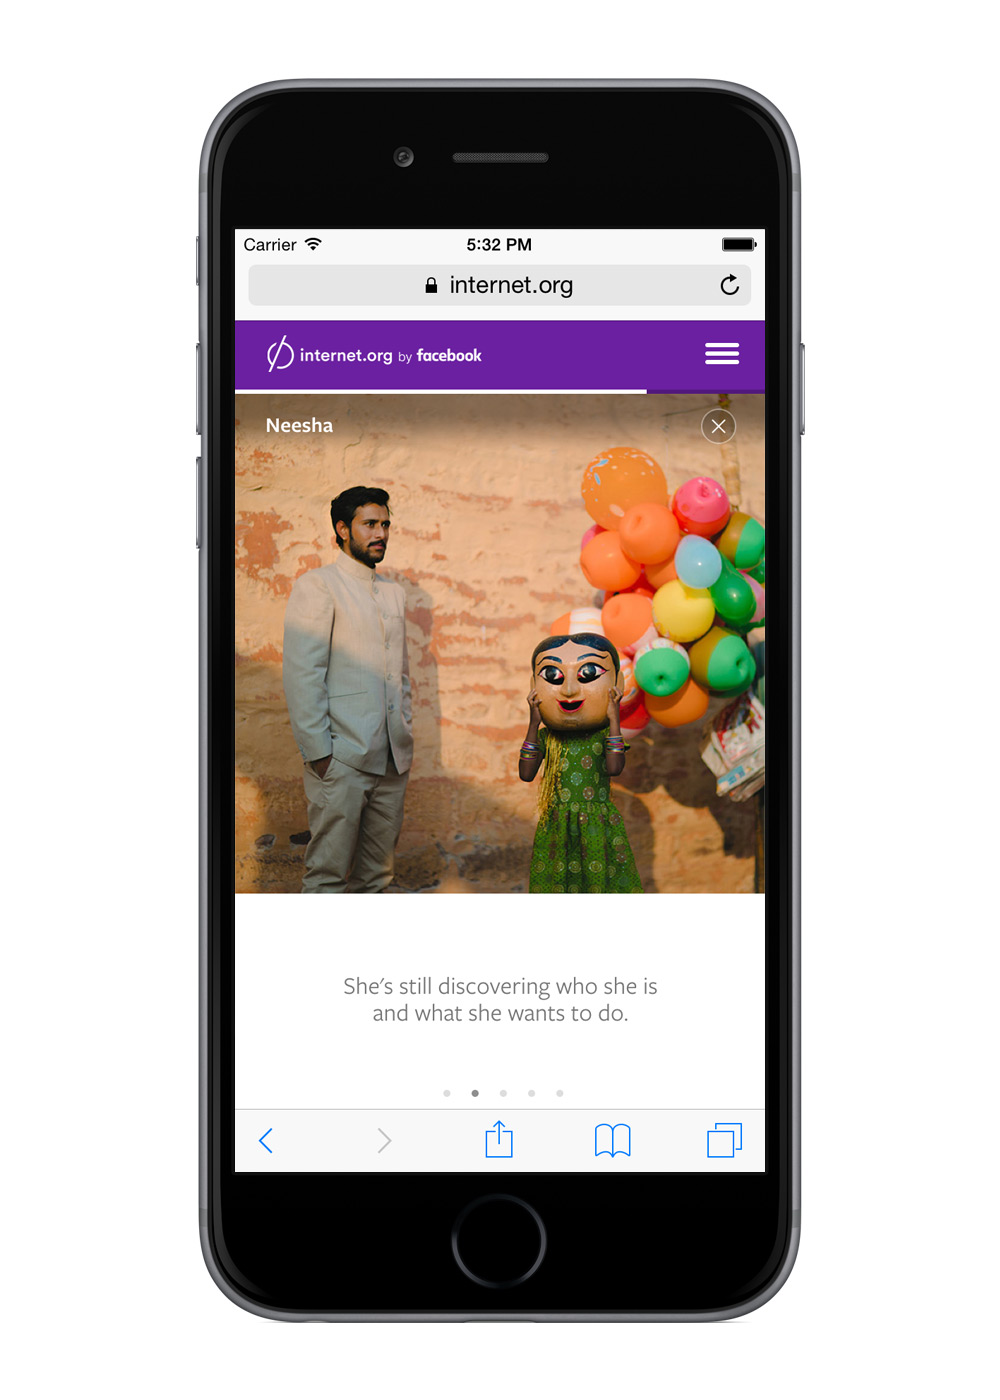 Carrier 5:32 PM
internet.org
internet.org by facebook
Neesha
She's still discovering who she is
and what she wants to do.